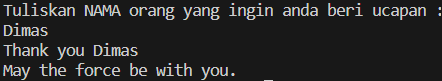 Tuliskan NAMA orang yang ingin anda beri ucapan :
Dimas
Thank you Dimas
May the force be with you.